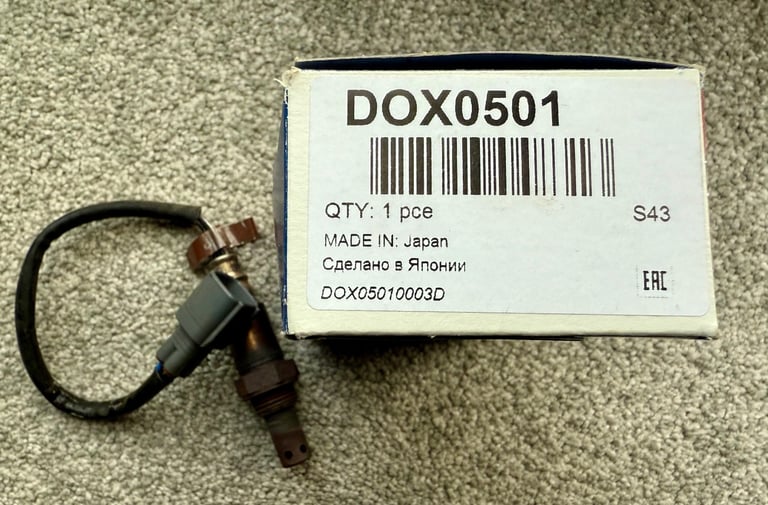 DOX0501
QTY: 1 pce
S43
MADE IN: Japan
Сделано в Японии
DOX05010003D
EAC